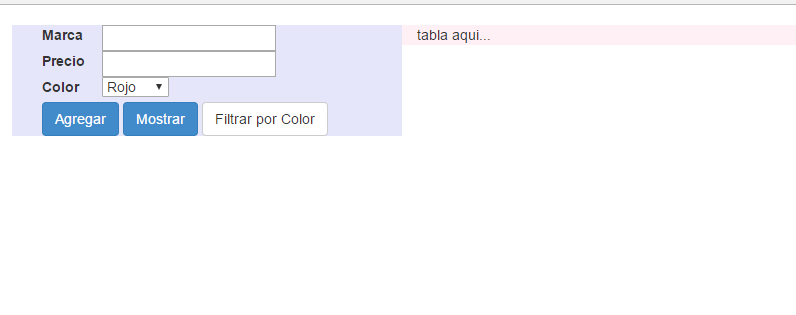 Marca
tabla aqui...
Precio
Color Rojo
Agregar Mostrar Filtrar por Color